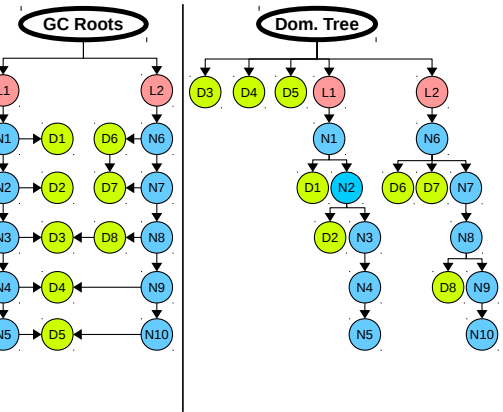 GC Roots
L1 L2
N1 D1 D6 N6
N2 D2 D7 N7
N3 D3 D8 N8
N4 D4 N9
N5 D5 N10
Dom. Tree
D3 D4 D5 L1 L2
N1 N6
D1 N2 D6 D7 N7
D2 N3 N8
N4 D8 N9
N5 N10